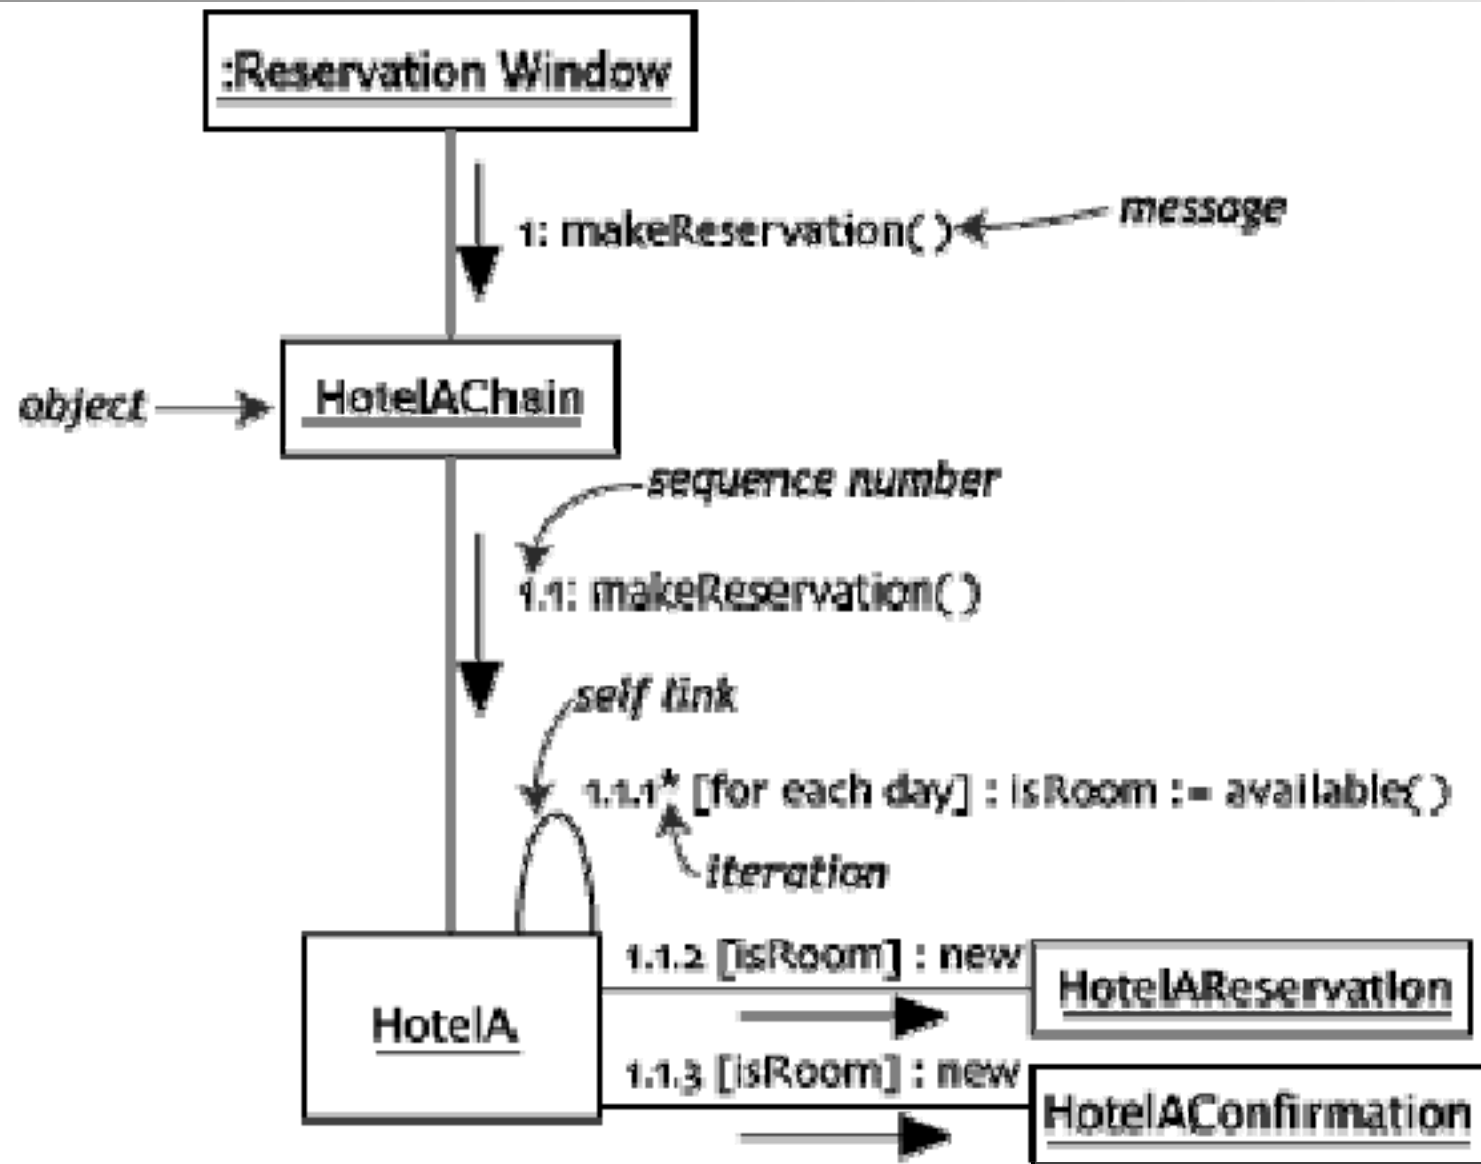 :Reservation Window
1: makeReservation()
message
object
HotelAChain
sequence number
1.1: makeReservation()
self link
1.1.1* [for each day] : isRoom := available()
iteration
1.1.2 [isRoom] : new
HotelAReservation
HotelA
1.1.3 [isRoom] : new
HotelAConfirmation